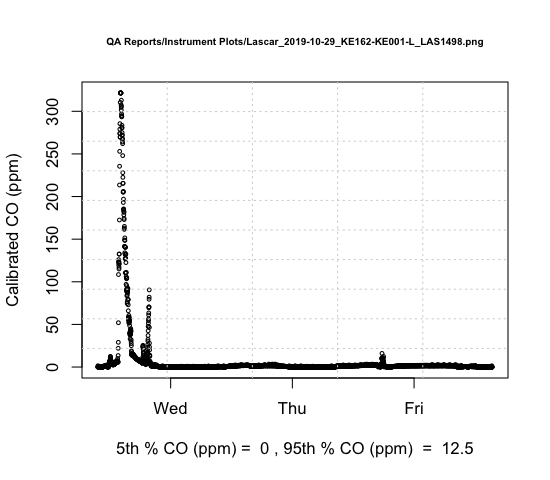 QA Reports/Instrument Plots/Lascar_2019-10-29_KE162-KE001-L_LAS1498.png
300
250
200
150
100
50
0
Calibrated CO (ppm)
Wed Thu Fri
5th % CO (ppm) = 0 , 95th % CO (ppm) = 12.5